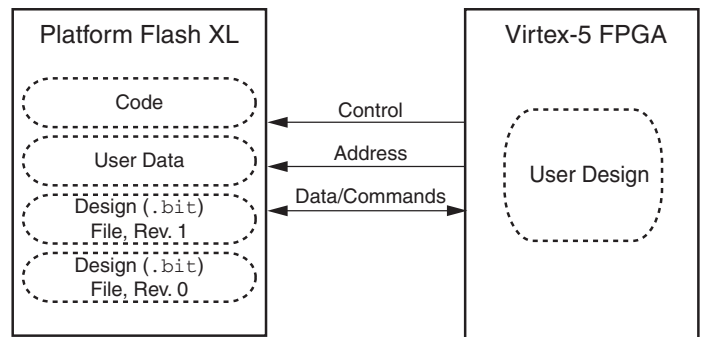 Platform Flash XL
Code
User Data
Design (.bit)
File, Rev. 1
Design (.bit)
File, Rev. 0
Control
Address
Data/Commands
Virtex-5 FPGA
User Design